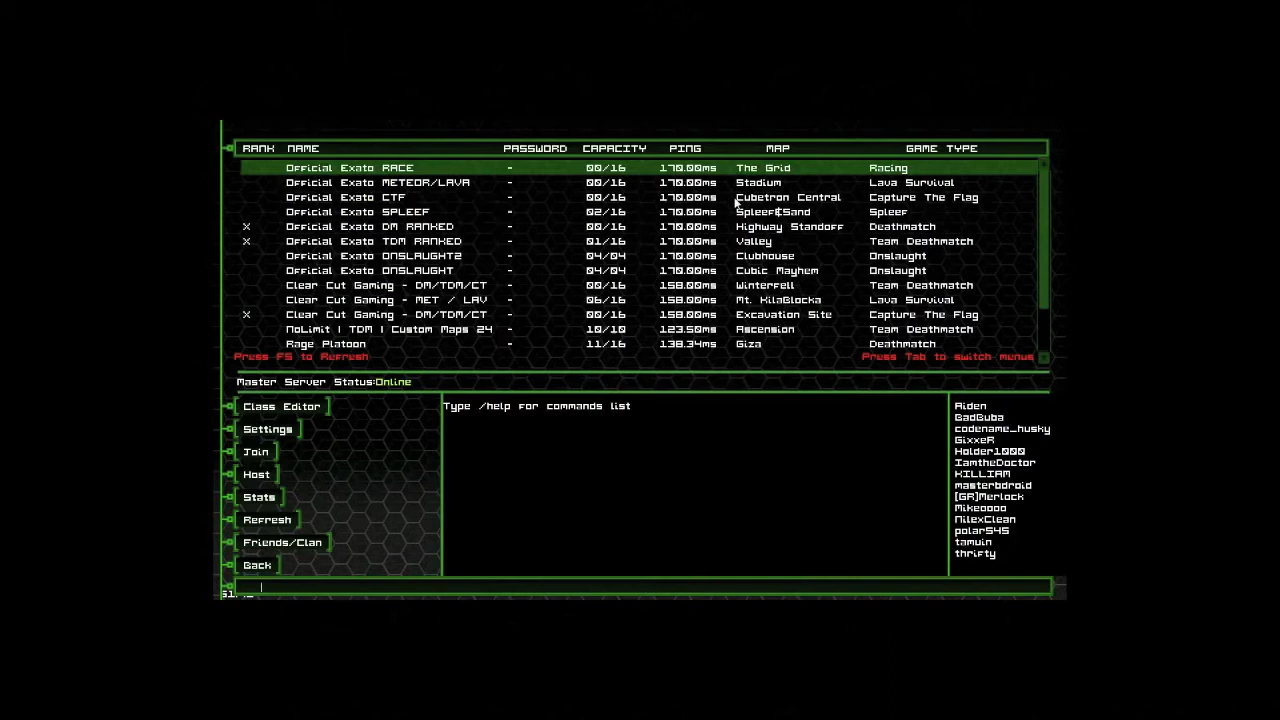 RANK NAME PASSWORD CAPACITY PING MAP GAME TYPE
Official Exato RACE - 00/16 170.00ms The Grid Racing
Official Exato METEOR/LAVA - 00/16 170.00ms Stadium Lava Survival
Official Exato CTF - 00/16 170.00ms Cubetron Central Capture The Flag
Official Exato SPLEEF - 02/16 170.00ms Spleef€Sand Spleef
X Official Exato DM RANKED - 00/16 170.00ms Highway Standoff Deathmatch
X Official Exato TDM RANKED - 01/16 170.00ms Valley Team Deathmatch
Official Exato ONSLAUGHT2 - 04/04 170.00ms Clubhouse Onslaught
Official Exato ONSLAUGHT - 04/04 170.00ms Cubic Mayhem Onslaught
Clear Cut Gaming - DM/TDM/CT - 00/16 158.00ms Winterfell Team Deathmatch
Clear Cut Gaming - MET / LAV - 06/16 158.00ms Mt. KilaBlocka Lava Survival
X Clear Cut Gaming - DM/TDM/CT - 00/16 158.00ms Excavation Site Capture The Flag
NoLimit | TDM | Custom Maps 24 - 10/10 123.50ms Ascension Team Deathmatch
Rage Platoon - 11/16 138.34ms Giza Deathmatch
Press F5 to Refresh Press Tab to switch menus
Master Server Status:Online
Class Editor
Settings
Join
Host
Stats
Refresh
Friends/Clan
Back
Type /help for commands list
Aiden
BadBuba
codename_husky
GixxeR
Holder1000
IamtheDoctor
KILLIAM
masterbdroid
[GR]Merlock
Mikeoooo
NilexClean
polar545
tamuin
thrifty